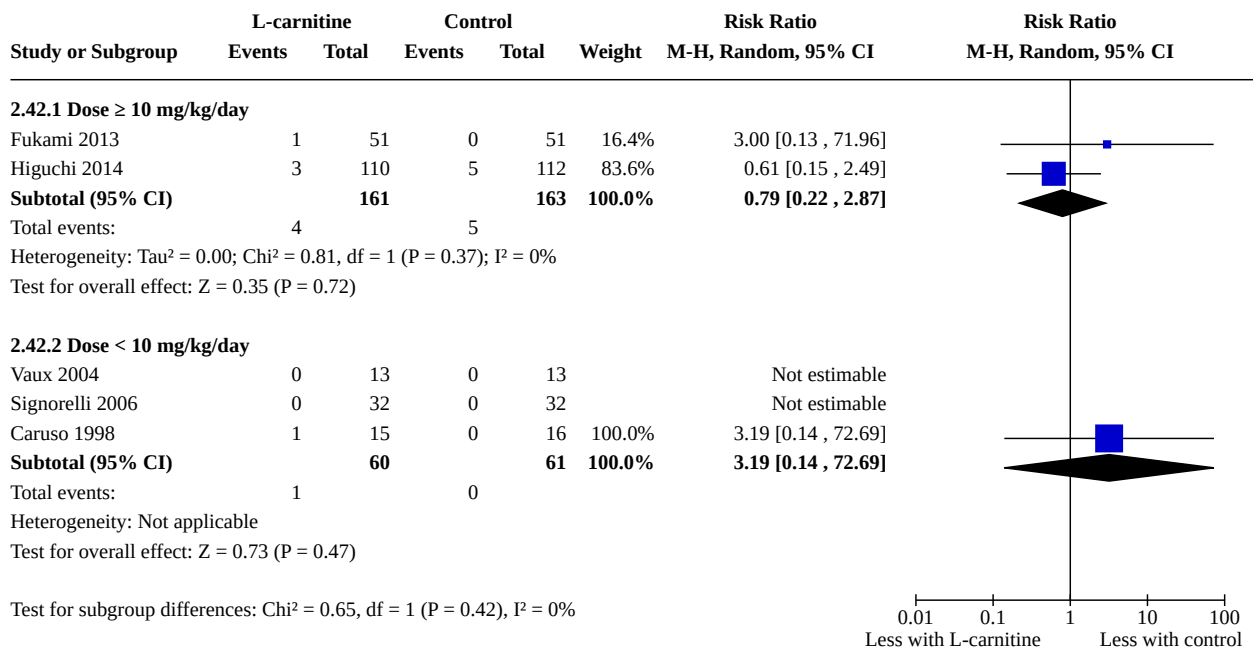 L-carnitine Control Risk Ratio Risk Ratio
Study or Subgroup Events Total Events Total Weight M-H, Random, 95% CI M-H, Random, 95% CI
2.42.1 Dose ≥ 10 mg/kg/day
Fukami 2013 1 51 0 51 16.4% 3.00 [0.13 , 71.96]
Higuchi 2014 3 110 5 112 83.6% 0.61 [0.15 , 2.49]
Subtotal (95% CI) 161 163 100.0% 0.79 [0.22 , 2.87]
Total events: 4 5
Heterogeneity: Tau² = 0.00; Chi² = 0.81, df = 1 (P = 0.37); I² = 0%
Test for overall effect: Z = 0.35 (P = 0.72)
2.42.2 Dose < 10 mg/kg/day
Vaux 2004 0 13 0 13 Not estimable
Signorelli 2006 0 32 0 32 Not estimable
Caruso 1998 1 15 0 16 100.0% 3.19 [0.14 , 72.69]
Subtotal (95% CI) 60 61 100.0% 3.19 [0.14 , 72.69]
Total events: 1 0
Heterogeneity: Not applicable
Test for overall effect: Z = 0.73 (P = 0.47)
Test for subgroup differences: Chi² = 0.65, df = 1 (P = 0.42), I² = 0%
0.01 0.1 1 10 100
Less with L-carnitine Less with control